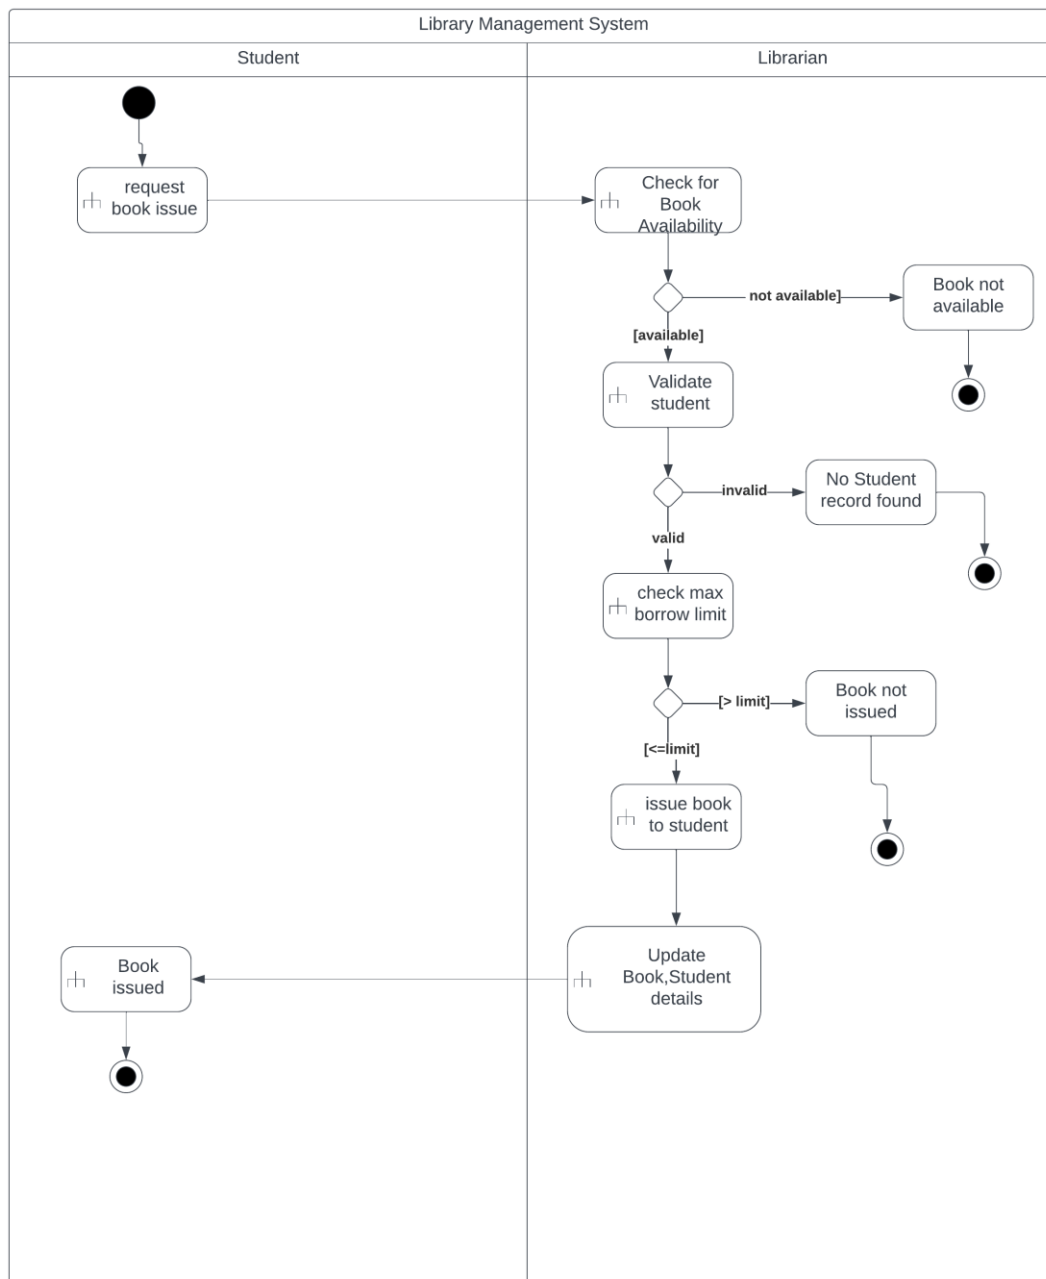 Library Management System
Student
Librarian
request
book issue
Check for
Book
Availability
not available]
Book not
available
[available]
Validate
student
invalid
No Student
record found
valid
check max
borrow limit
[> limit]
Book not
issued
[<=limit]
issue book
to student
Update
Book,Student
details
Book
issued